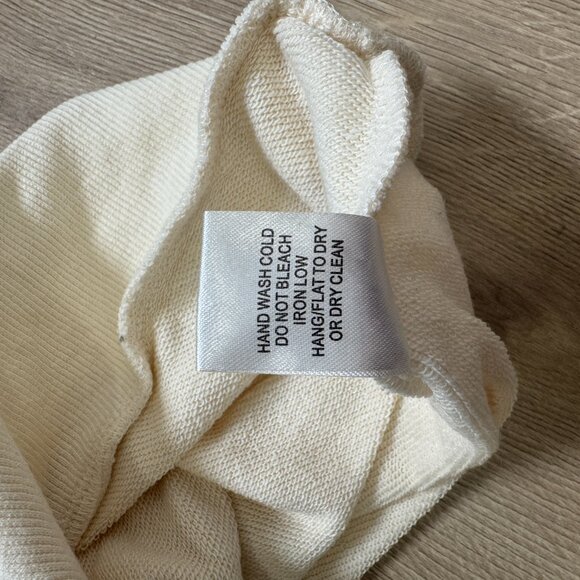 HAND WASH COLD
DO NOT BLEACH
IRON LOW
HANG/FLAT TO DRY
OR DRY CLEAN